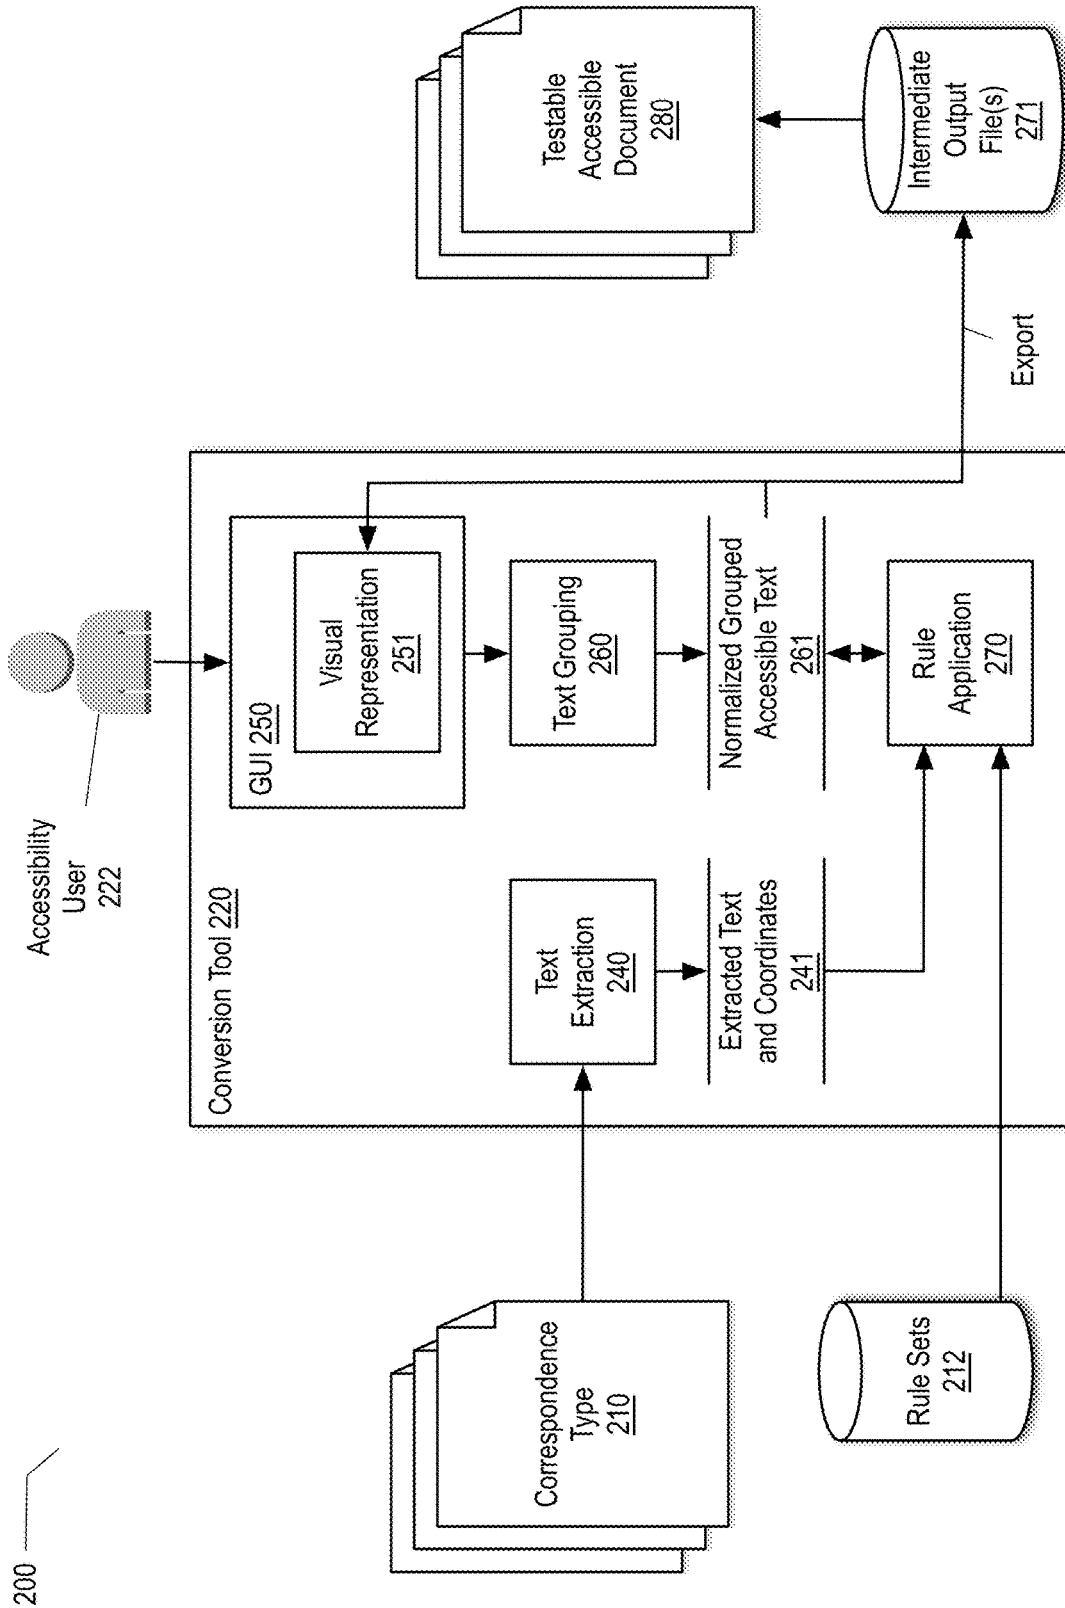 200
Accessibility
User
222
Conversion Tool 220
Correspondence
Type
210
Rule Sets
212
Text
Extraction
240
Extracted Text
and Coordinates
241
GUI 250
Visual
Representation
251
Text Grouping
260
Normalized Grouped
Accessible Text
261
Rule
Application
270
Export
Testable
Accessible
Document
280
Intermediate
Output
File(s)
271